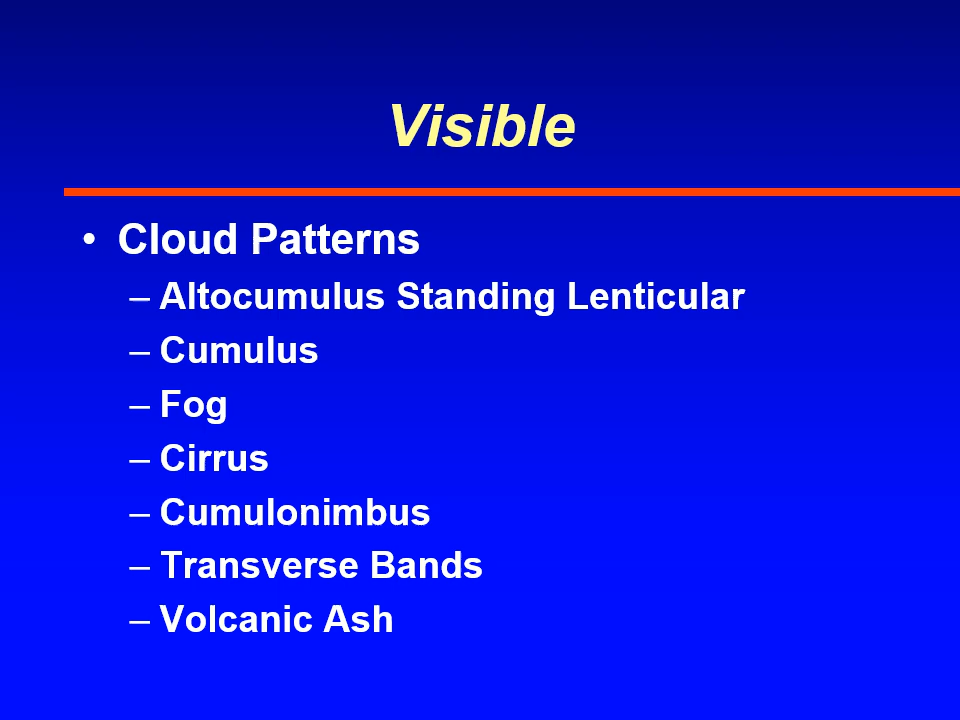 Visible
• Cloud Patterns
– Altocumulus Standing Lenticular
– Cumulus
– Fog
– Cirrus
– Cumulonimbus
– Transverse Bands
– Volcanic Ash